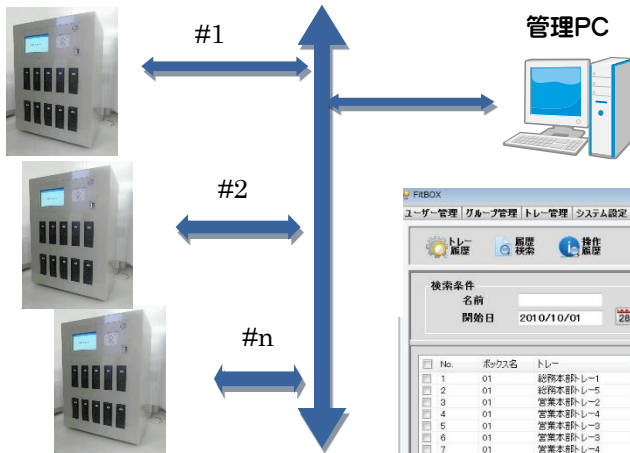 #1
管理PC
#2
FitBOX
ユーザー管理 グループ管理 トレー管理 システム設定
トレー履歴 履歴検索 操作履歴
検索条件
名前
開始日 2010/10/01 28
#n
No. ボックス名 トレー
1 01 総務本部トレー1
2 01 総務本部トレー5
3 01 営業本部トレー2
4 01 営業本部トレー4
5 01 営業本部トレー3
6 01 営業本部トレー3
7 01 営業本部トレー4